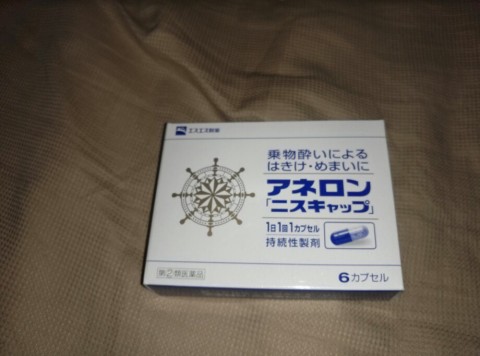 エスエス製薬
乗物酔いによる
はきけ・めまいに
アネロン
「ニスキャップ」
1日1回1カプセル
持続性製剤
第②類医薬品
6カプセル